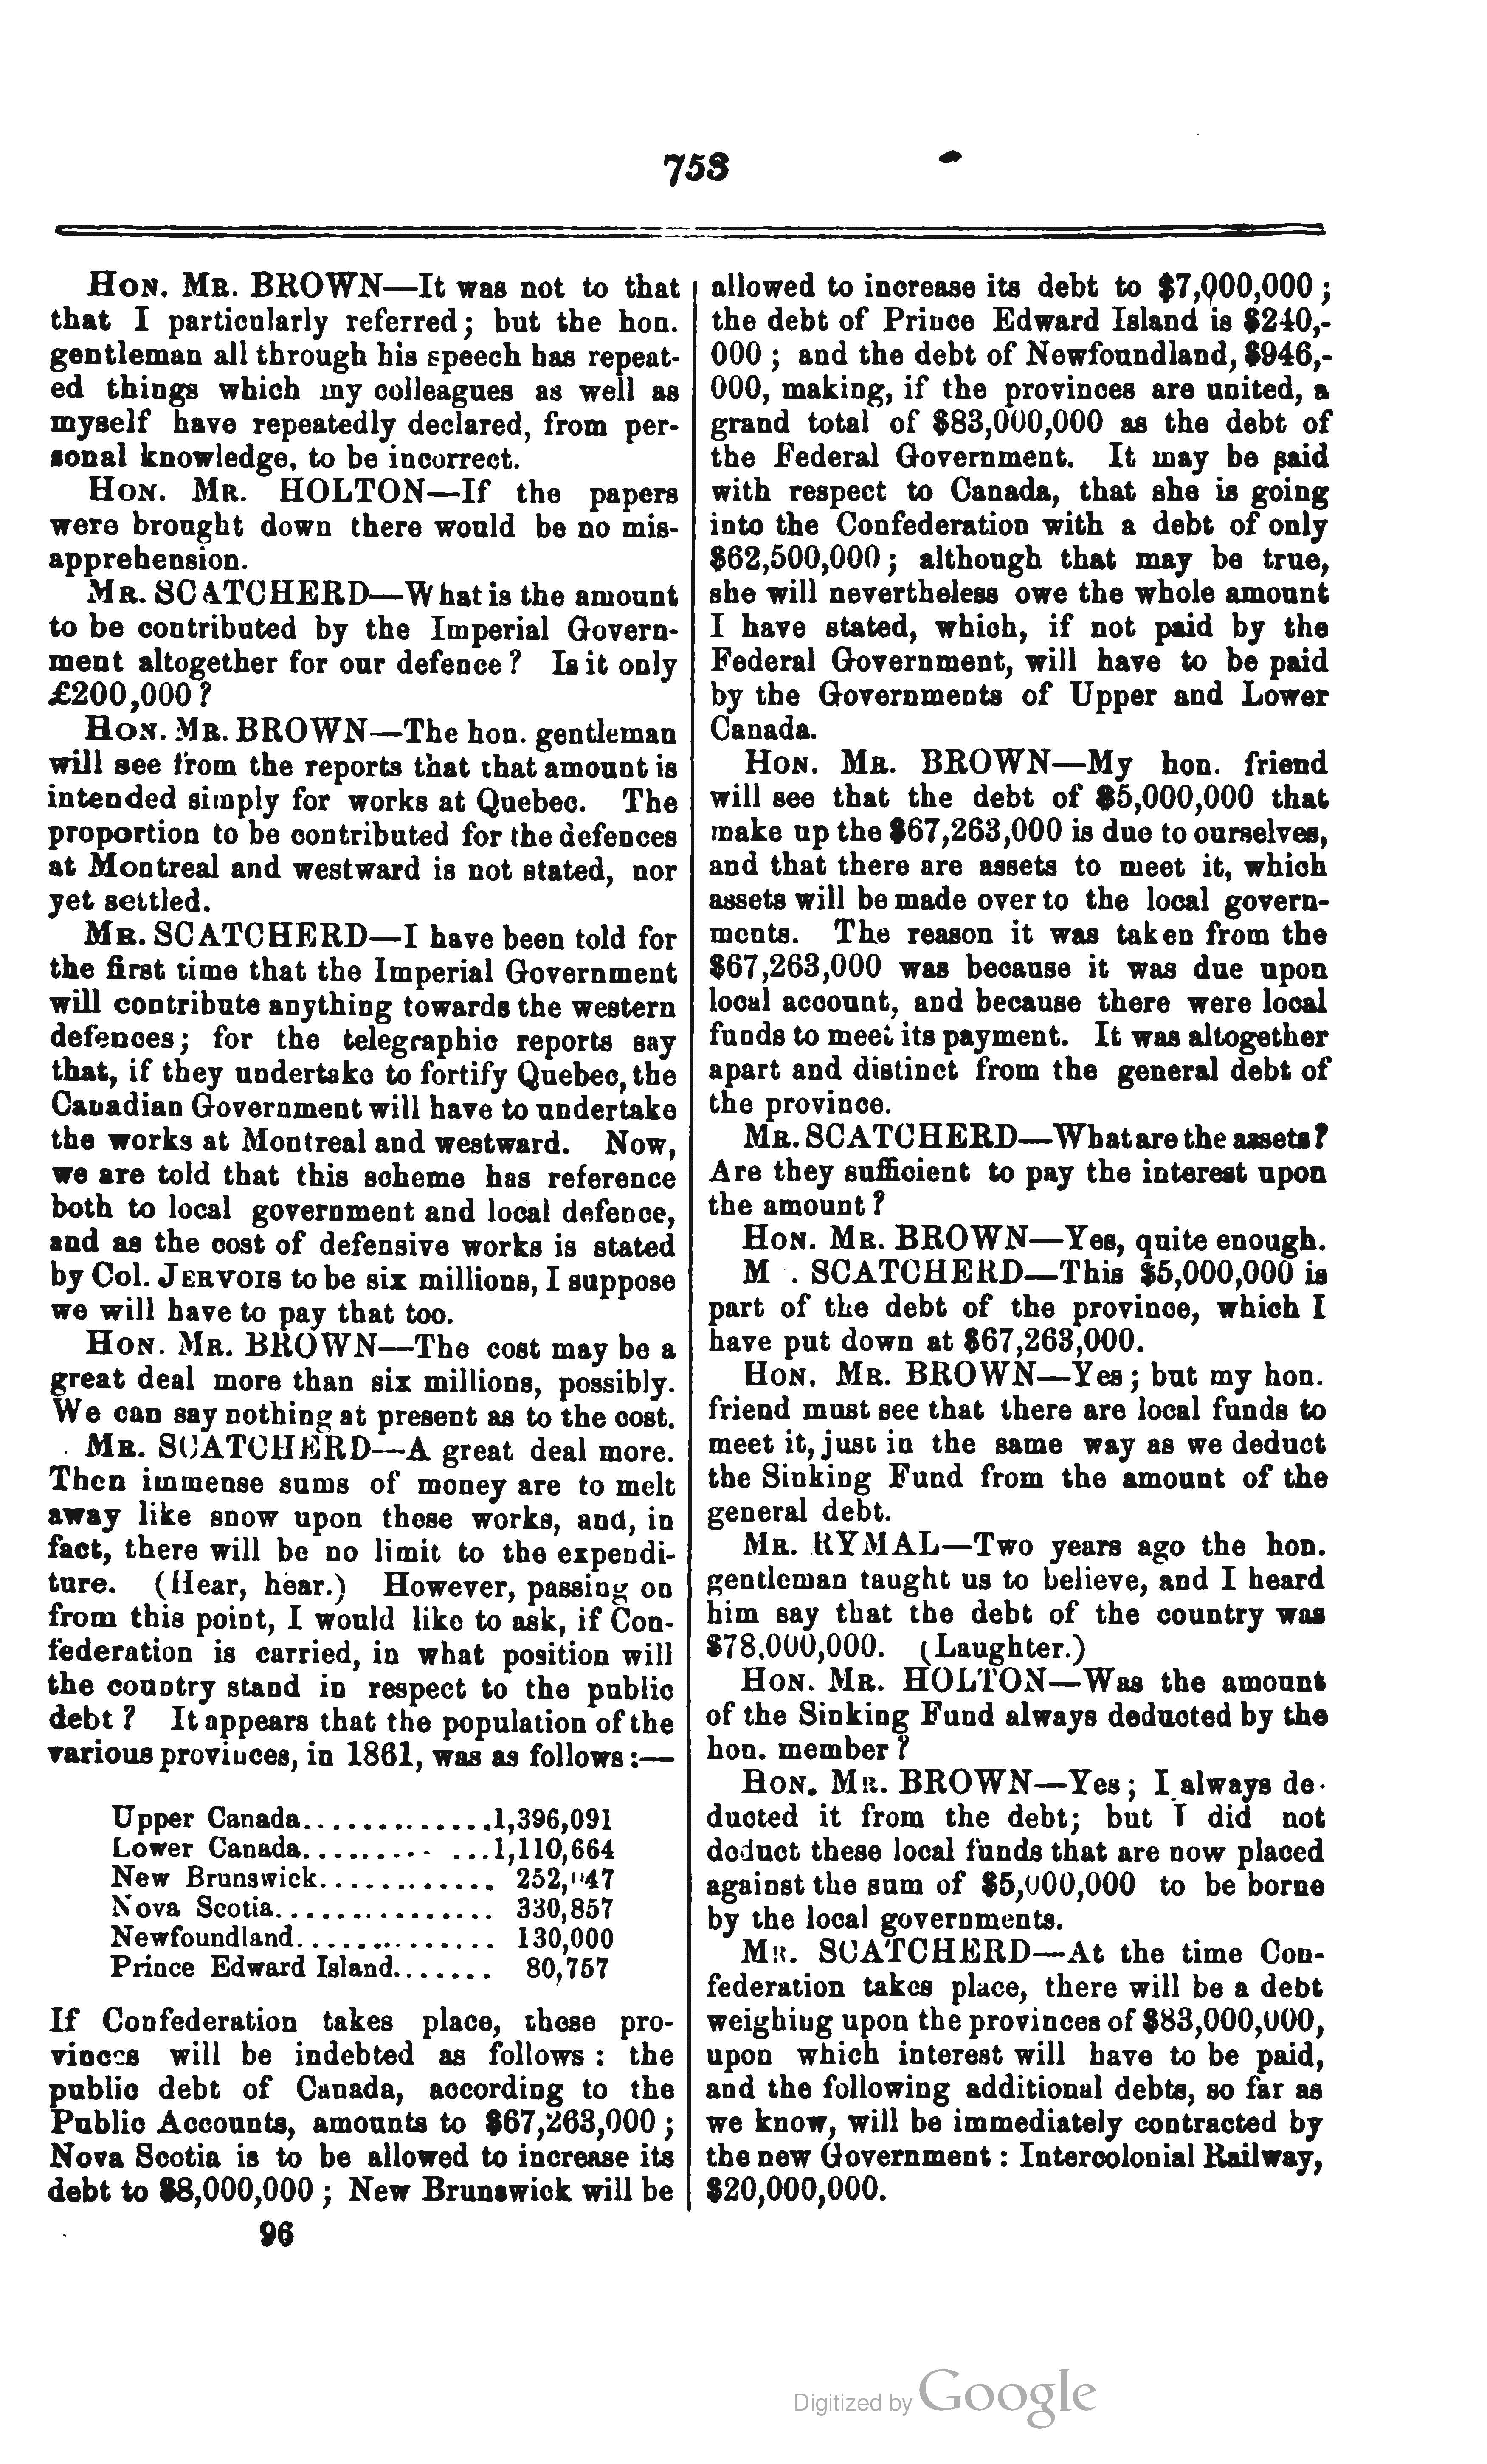 753
HON. MR. BROWN—It was not to that
that I particularly referred; but the hon.
gentleman all through his speech has repeat-
ed things which my colleagues as well as
myself have repeatedly declared, from per-
sonal knowledge, to be incorrect.
HON. MR. HOLTON—If the papers
were brought down there would be no mis-
apprehension.
MR. SCATCHERD—What is the amount
to be contributed by the Imperial Govern-
ment altogether for our defence? Is it only
£200,000?
HON. MR. BROWN—The hon. gentleman
will see from the reports that that amount is
intended simply for works at Quebec. The
proportion to be contributed for the defences
at Montreal and westward is not stated, nor
yet settled.
MR. SCATCHERD—I have been told for
the first time that the Imperial Government
will contribute anything towards the western
defences; for the telegraphic reports say
that, if they undertake to fortify Quebec, the
Canadian Government will have to undertake
the works at Montreal and westward. Now,
we are told that this scheme has reference
both to local government and local defence,
and as the cost of defensive works is stated
by Col. JERVOIS to be six millions, I suppose
we will have to pay that too.
HON. MR. BROWN—The cost may be a
great deal more than six millions, possibly.
We can say nothing at present as to the cost.
MR. SCATCHERD—A great deal more.
Then immense sums of money are to melt
away like snow upon these works, and, in
fact, there will be no limit to the expendi-
ture. (Hear, hear.) However, passing on
from this point, I would like to ask, if Con-
federation is carried, in what position will
the country stand in respect to the public
debt? It appears that the population of the
various provinces, in 1861, was as follows:—
Upper Canada.............1,396,091
Lower Canada......... ...1,110,664
New Brunswick............ 252,047
Nova Scotia............... 330,857
Newfoundland.............. 130,000
Prince Edward Island....... 80,757
If Confederation takes place, these pro-
vinces will be indebted as follows: the
public debt of Canada, according to the
Public Accounts, amounts to $67,263,000;
Nova Scotia is to be allowed to increase its
debt to $8,000,000; New Brunswick will be
96
allowed to increase its debt to $7,000,000;
the debt of Prince Edward Island is $240,-
000; and the debt of Newfoundland, $946,-
000, making, if the provinces are united, a
grand total of $83,000,000 as the debt of
the Federal Government. It may be said
with respect to Canada, that she is going
into the Confederation with a debt of only
$62,500,000; although that may be true,
she will nevertheless owe the whole amount
I have stated, which, if not paid by the
Federal Government, will have to be paid
by the Governments of Upper and Lower
Canada.
HON. MR. BROWN—My hon. friend
will see that the debt of $5,000,000 that
make up the $67,263,000 is due to ourselves,
and that there are assets to meet it, which
assets will be made over to the local govern-
ments. The reason it was taken from the
$67,263,000 was because it was due upon
local account, and because there were local
funds to meet its payment. It was altogether
apart and distinct from the general debt of
the province.
MR. SCATCHERD—What are the assets?
Are they sufficient to pay the interest upon
the amount?
HON. MR. BROWN—Yes, quite enough.
M . SCATCHERD—This $5,000,000 is
part of the debt of the province, which I
have put down at $67,263,000.
HON. MR. BROWN—Yes; but my hon.
friend must see that there are local funds to
meet it, just in the same way as we deduct
the Sinking Fund from the amount of the
general debt.
MR. RYMAL—Two years ago the hon.
gentleman taught us to believe, and I heard
him say that the debt of the country was
$78,000,000. (Laughter.)
HON. MR. HOLTON—Was the amount
of the Sinking Fund always deducted by the
hon. member?
HON. MR. BROWN—Yes; I always de-
ducted it from the debt; but I did not
deduct these local funds that are now placed
against the sum of $5,000,000 to be borne
by the local governments.
MR. SCATCHERD—At the time Con-
federation takes place, there will be a debt
weighing upon the provinces of $83,000,000,
upon which interest will have to be paid,
and the following additional debts, so far as
we know, will be immediately contracted by
the new Government: Intercolonial Railway,
$20,000,000.
Digitized by Google